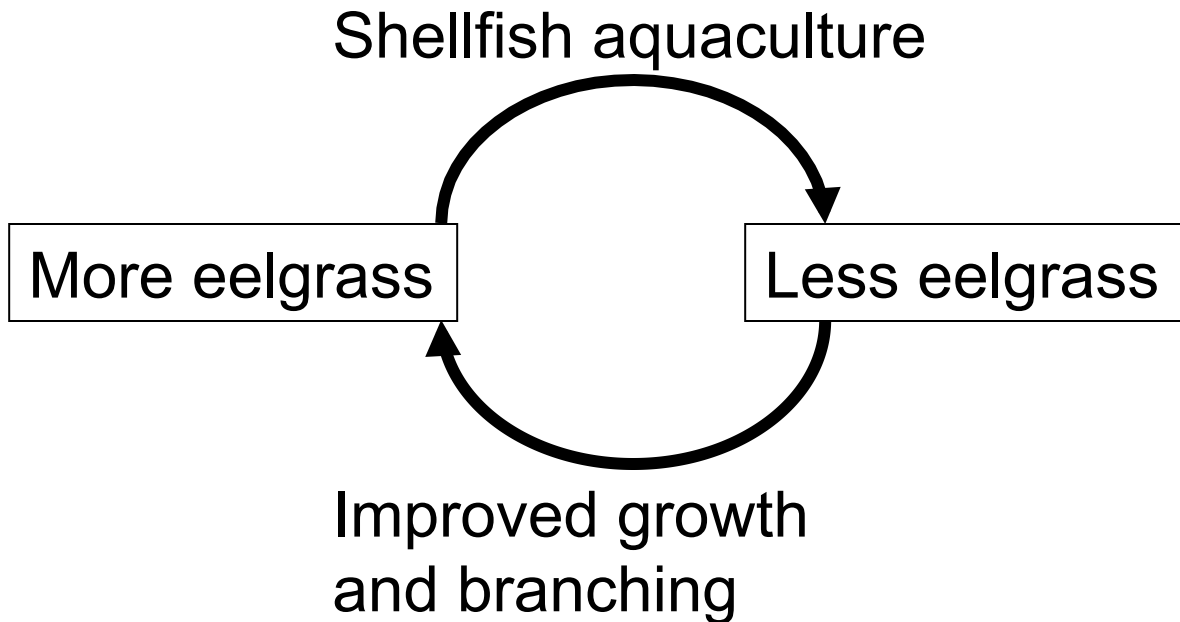 Shellfish aquaculture
More eelgrass
Less eelgrass
Improved growth
and branching